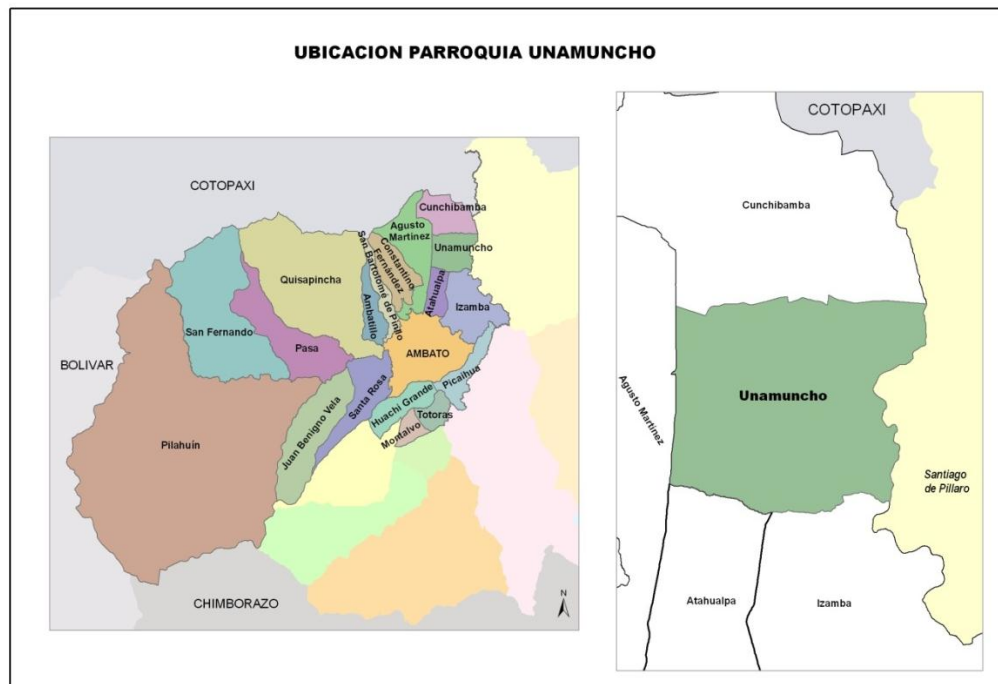 UBICACION PARROQUIA UNAMUNCHO
COTOPAXI
Cunchibamba
Agusto
Martinez
Unamuncho
San Bartolomé de Pinllo
Constantino
Fernández
Quisapincha
Ambatillo
Atahualpa
Izamba
San Fernando
Pasa
AMBATO
BOLIVAR
Picaihua
Santa Rosa
Huachi Grande
Juan Benigno Vela
Totoras
Montalvo
Pilahuín
CHIMBORAZO
N
COTOPAXI
Cunchibamba
Agusto Martinez
Unamuncho
Santiago
de Píllaro
Atahualpa
Izamba